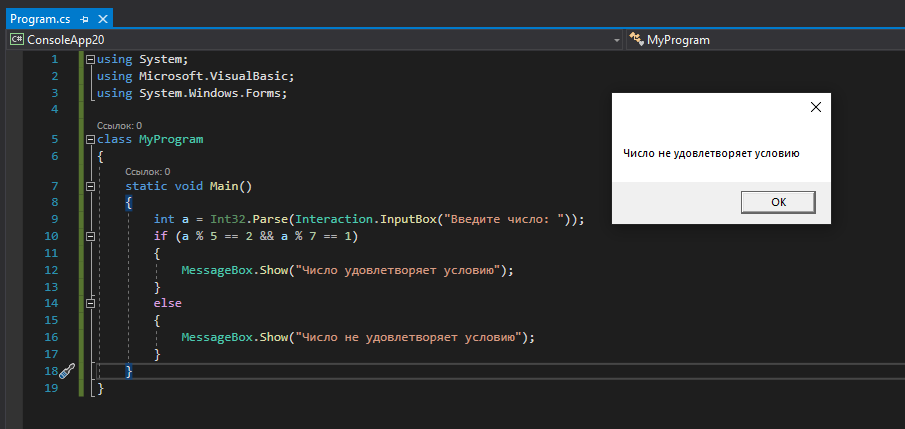 Program.cs
ConsoleApp20 MyProgram
1 using System;
2 using Microsoft.VisualBasic;
3 using System.Windows.Forms;
4
Ссылок: 0
5 class MyProgram
6 {
Ссылок: 0
7 static void Main()
8 {
9 int a = Int32.Parse(Interaction.InputBox("Введите число: "));
10 if (a % 5 == 2 && a % 7 == 1)
11 {
12 MessageBox.Show("Число удовлетворяет условию");
13 }
14 else
15 {
16 MessageBox.Show("Число не удовлетворяет условию");
17 }
18 }
19 }
Число не удовлетворяет условию
OK